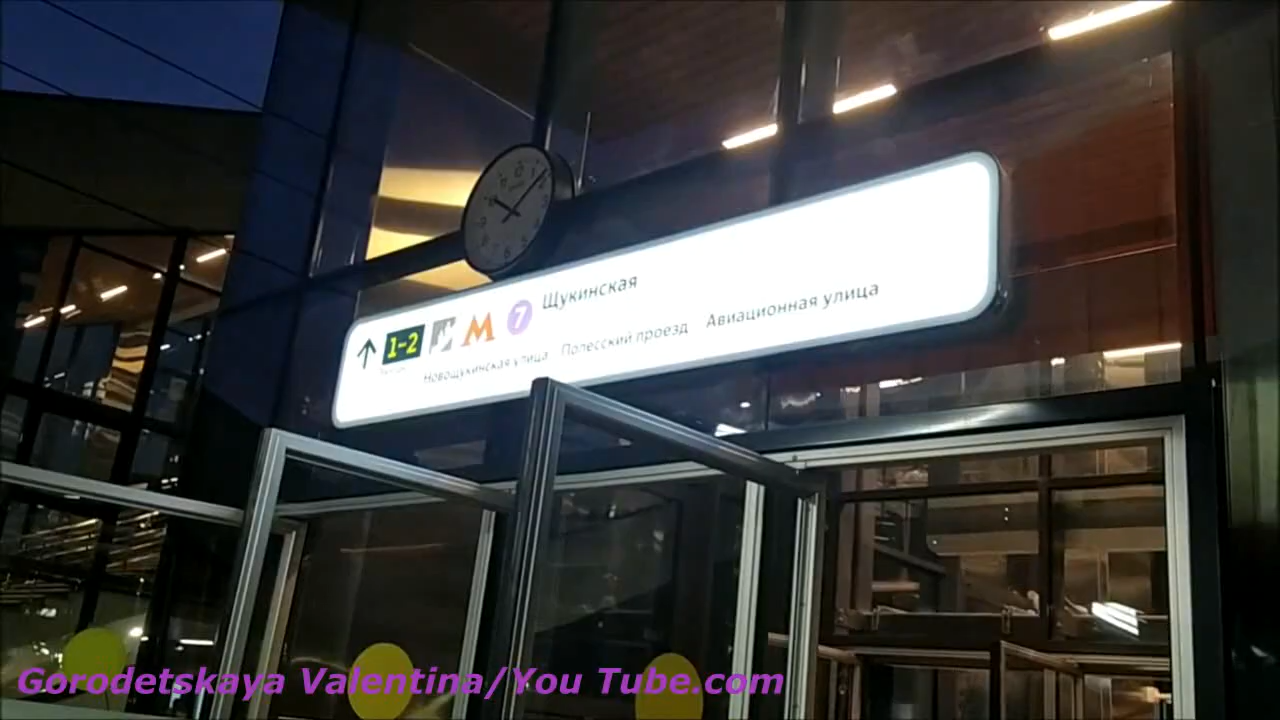 1-2 М 7 Щукинская
Новощукинская улица Полесский проезд Авиационная улица
Gorodetskaya Valentina/You Tube.com